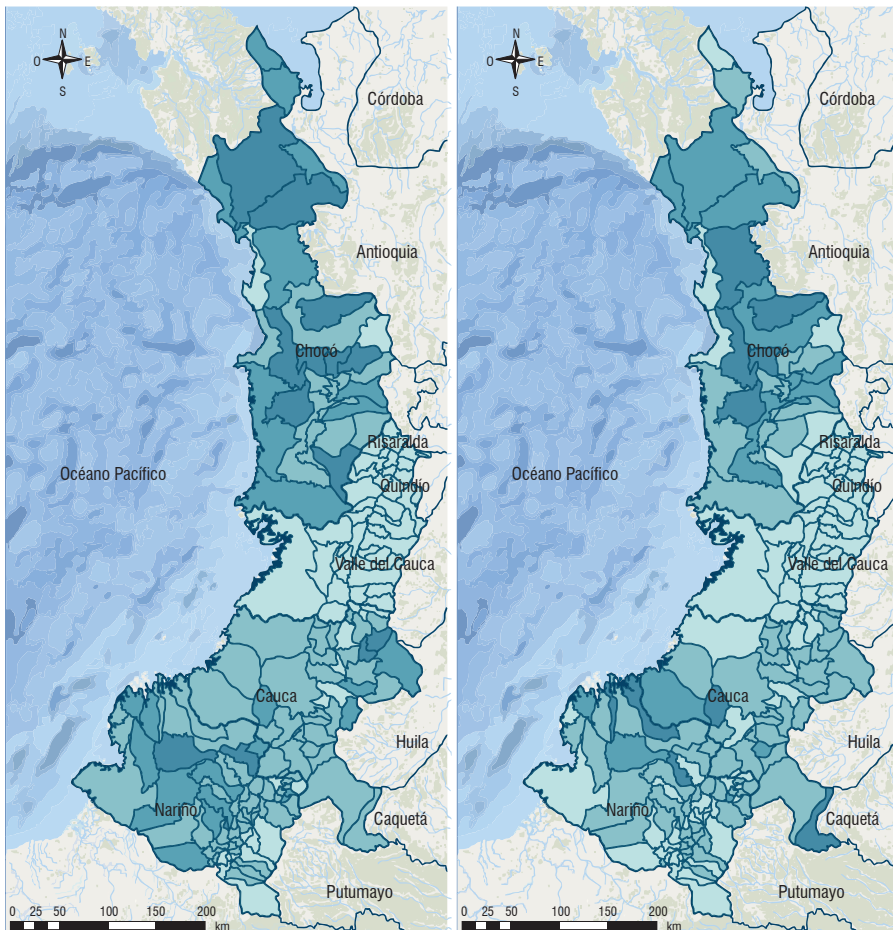 N
O E
S
Córdoba
Antioquia
Chocó
Risaralda
Océano Pacífico
Quindío
Valle del Cauca
Cauca
Huila
Nariño
Caquetá
Putumayo
0 25 50 100 150 200
km
N
O E
S
Córdoba
Antioquia
Chocó
Risaralda
Océano Pacífico
Quindío
Valle del Cauca
Cauca
Huila
Nariño
Caquetá
Putumayo
0 25 50 100 150 200
km